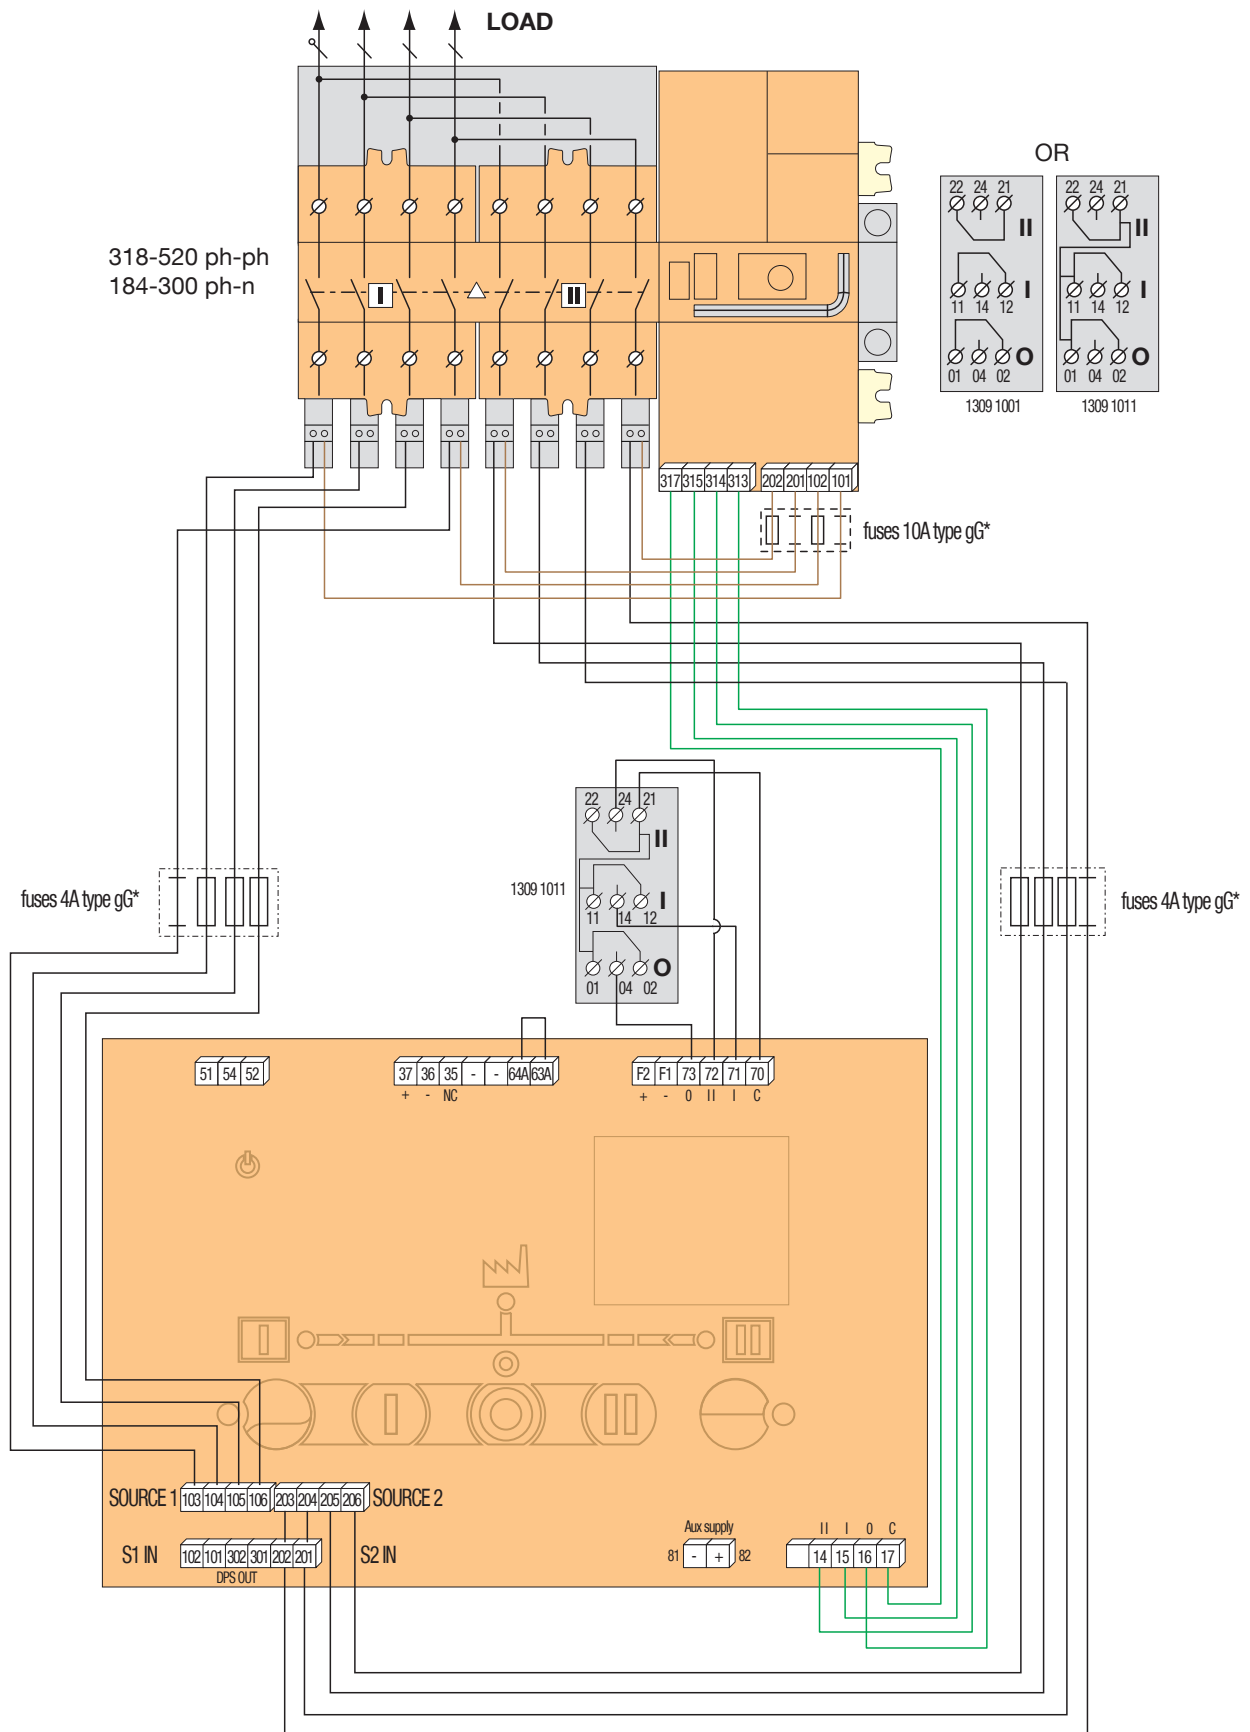 LOAD
OR
22 24 21
II
11 14 12
I
01 04 02
O
1309 1001
22 24 21
II
11 14 12
I
01 04 02
O
1309 1011
318-520 ph-ph
184-300 ph-n
I
II
317 315 314 313
202 201 102 101
fuses 10A type gG*
22 24 21
II
1309 1011
11 14 12
I
01 04 02
O
fuses 4A type gG*
fuses 4A type gG*
51 54 52
37 36 35 - - 64A 63A
+ - NC
F2 F1 73 72 71 70
+ - 0 II I C
SOURCE 1
103 104 105 106 203 204 205 206
SOURCE 2
S1 IN
102 101 302 301 202 201
S2 IN
DPS OUT
Aux supply
81 - + 82
II I 0 C
14 15 16 17